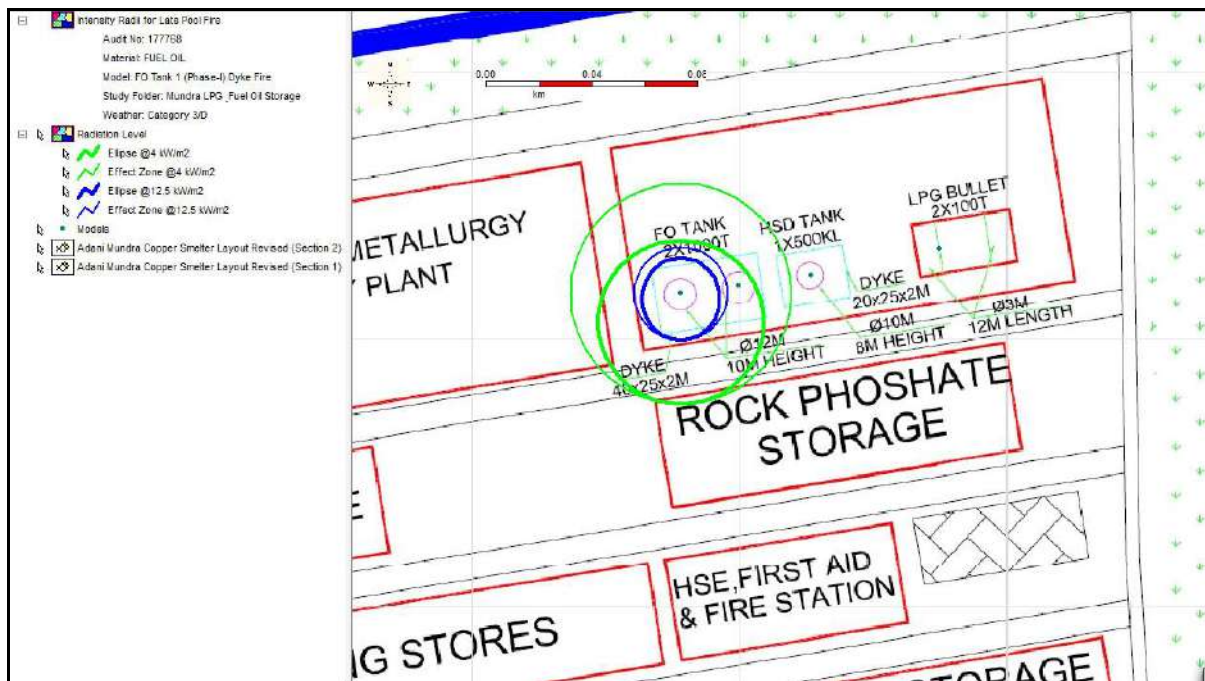 Intensity Radii for Late Pool Fire
Audit No: 177768
Material: FUEL OIL
Model: FO Tank 1 (Phase-I) Dyke Fire
Study Folder: Mundra LPG_Fuel Oil Storage
Weather: Category 3/D
Radiation Level
Ellipse @4 kW/m2
Effect Zone @4 kW/m2
Ellipse @12.5 kW/m2
Effect Zone @12.5 kW/m2
Models
Adani Mundra Copper Smelter Layout Revised (Section 2)
Adani Mundra Copper Smelter Layout Revised (Section 1)
N
W
E
S
0.00 0.04 0.08
km
METALLURGY
PLANT
FO TANK
2X1000T
HSD TANK
1X500KL
LPG BULLET
2X100T
DYKE
20x25x2M
Ø3M
12M LENGTH
Ø10M
8M HEIGHT
Ø12M
10M HEIGHT
DYKE
40x25x2M
ROCK PHOSHATE
STORAGE
HSE,FIRST AID
& FIRE STATION
NG STORES
STORAGE